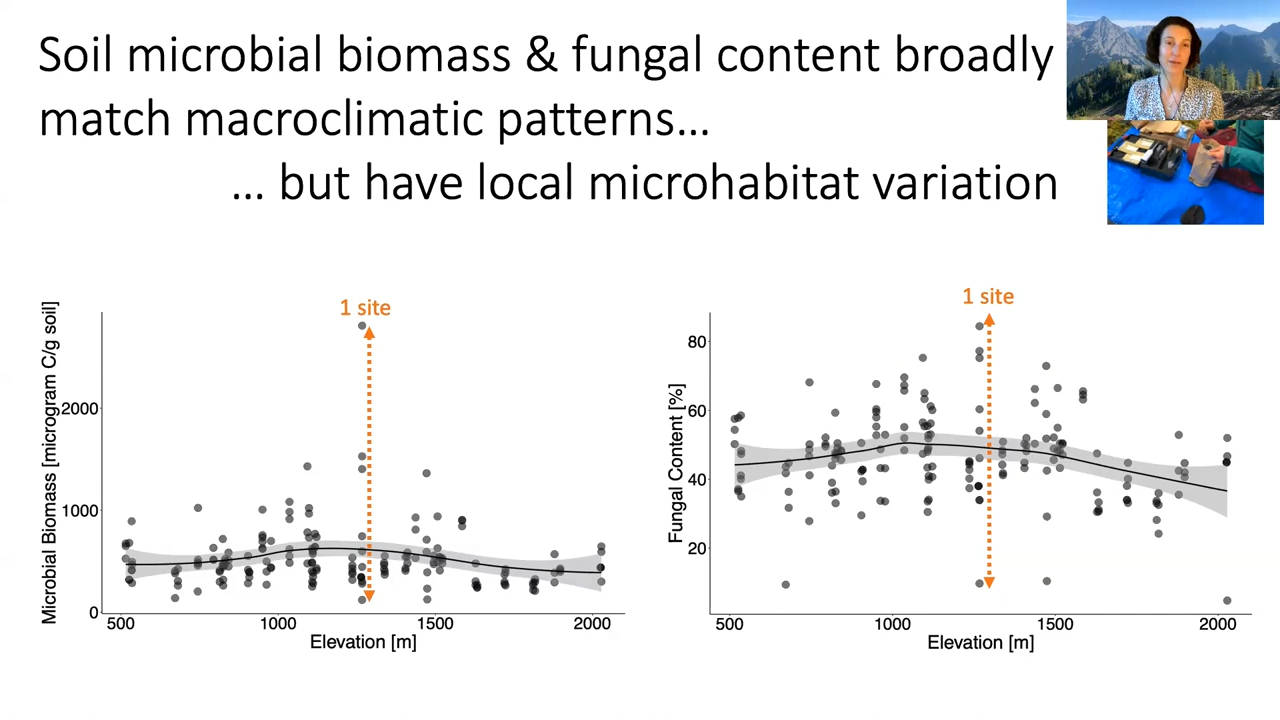 Soil microbial biomass & fungal content broadly
match macroclimatic patterns...
... but have local microhabitat variation
1 site
Microbial Biomass [microgram C/g soil]
2000
1000
0
500 1000 1500 2000
Elevation [m]
1 site
Fungal Content [%]
80
60
40
20
500 1000 1500 2000
Elevation [m]